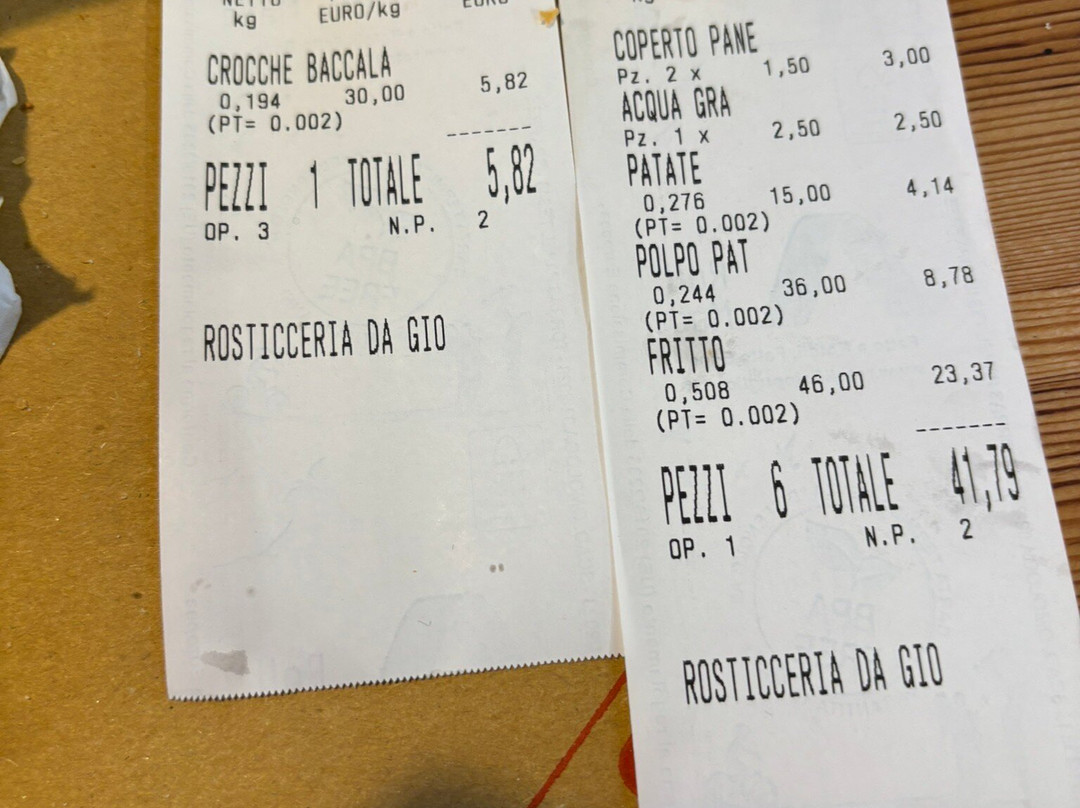 NETTO
kg EURO/kg EURO
CROCCHE BACCALA
0,194 30,00 5,82
(PT= 0.002)
PEZZI 1 TOTALE 5,82
OP. 3 N.P. 2
ROSTICCERIA DA GIO
COPERTO PANE
Pz. 2 x 1,50 3,00
ACQUA GRA
Pz. 1 x 2,50 2,50
PATATE
0,276 15,00 4,14
(PT= 0.002)
POLPO PAT
0,244 36,00 8,78
(PT= 0.002)
FRITTO
0,508 46,00 23,37
(PT= 0.002)
PEZZI 6 TOTALE 41,79
OP. 1 N.P. 2
ROSTICCERIA DA GIO